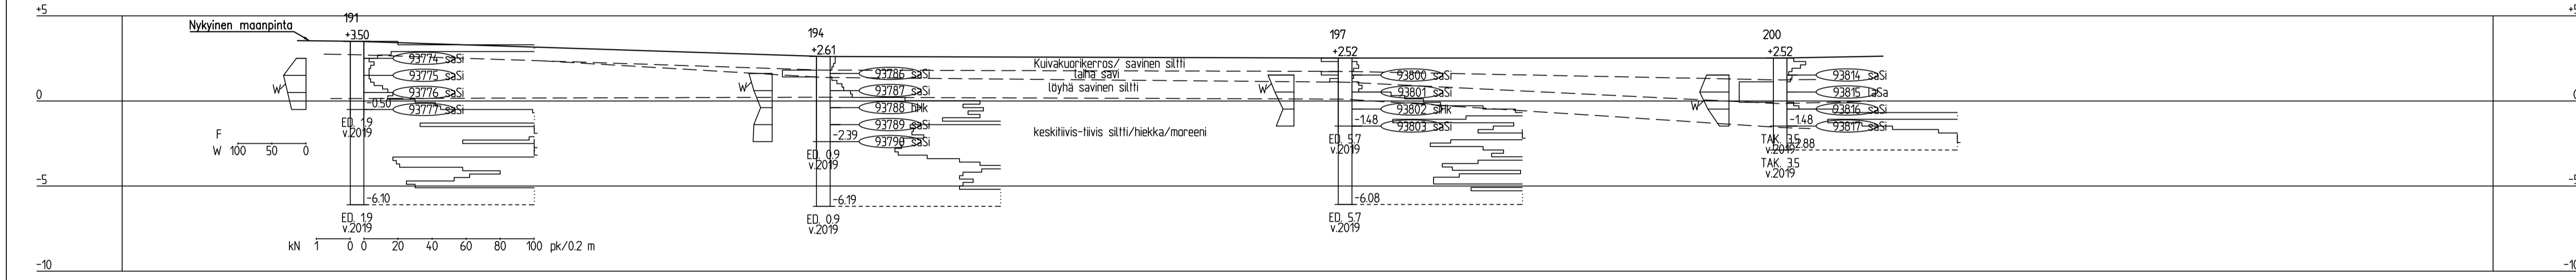 +5
Nykyinen maanpinta
191
+3.50
93774 saSi
93775 saSi
93776 saSi
93777 saSi
W
-0.50
ED. 1.9
v.2019
F
W 100 50 0
-6.10
ED. 1.9
v.2019
kN 1 0 0 20 40 60 80 100 pk/0.2 m
194
+2.61
93786 saSi
93787 saSi
93788 hHk
93789 saSi
93790 saSi
W
-2.39
ED. 0.9
v.2019
-6.19
ED. 0.9
v.2019
Kuivakuorikerros/ savinen siltti
laiha savi
löyhä savinen siltti
keskitiivis-tiivis siltti/hiekka/moreeni
197
+2.52
93800 saSi
93801 saSi
93802 siHk
93803 saSi
W
-1.48
ED. 5.7
v.2019
-6.08
ED. 5.7
v.2019
200
+2.52
93814 saSi
93815 laSa
93816 saSi
93817 saSi
W
-1.48
TAK. 3.5
v.2019
-2.88
TAK. 3.5
v.2019
0
-5
-10